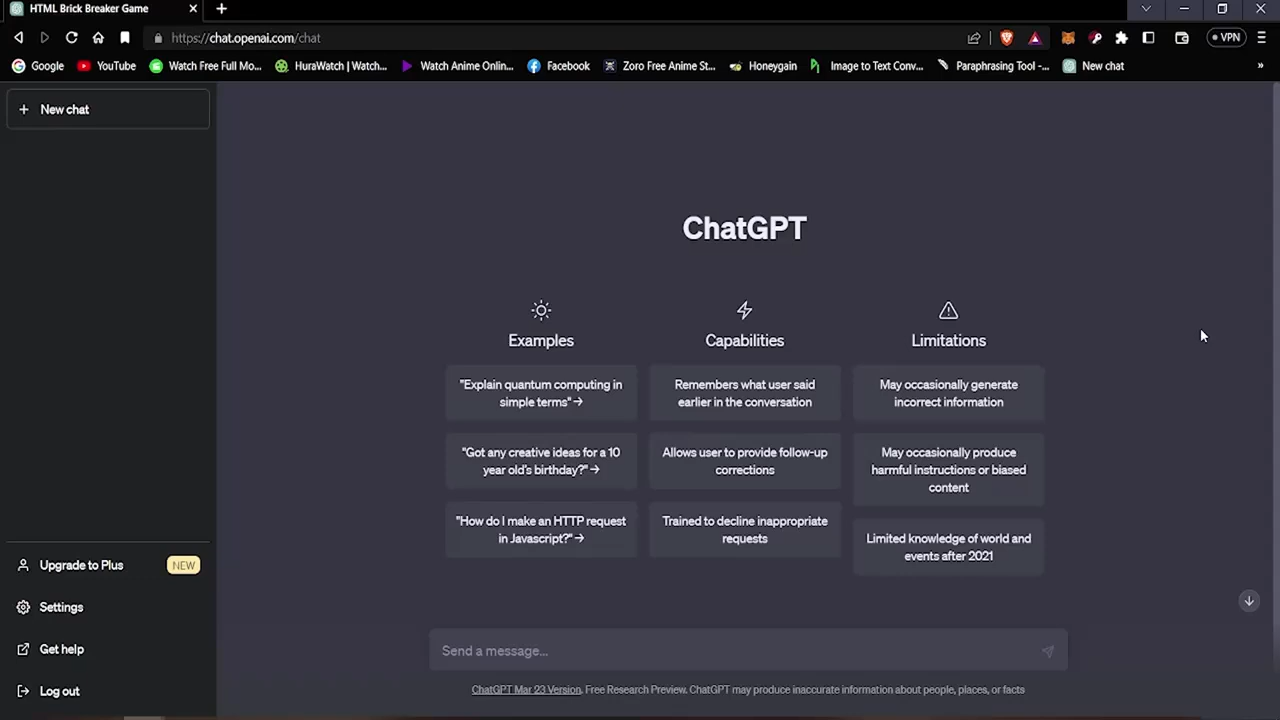 HTML Brick Breaker Game
https://chat.openai.com/chat
VPN
Google
YouTube
Watch Free Full Mo...
HuraWatch | Watch...
Watch Anime Onlin...
Facebook
Zoro Free Anime St...
Honeygain
Image to Text Conv...
Paraphrasing Tool -...
New chat
»
+ New chat
ChatGPT
Examples
Capabilities
Limitations
"Explain quantum computing in
simple terms" →
Remembers what user said
earlier in the conversation
May occasionally generate
incorrect information
"Got any creative ideas for a 10
year old's birthday?" →
Allows user to provide follow-up
corrections
May occasionally produce
harmful instructions or biased
content
"How do I make an HTTP request
in Javascript?" →
Trained to decline inappropriate
requests
Limited knowledge of world and
events after 2021
Upgrade to Plus
NEW
Settings
Get help
Log out
Send a message...
ChatGPT Mar 23 Version. Free Research Preview. ChatGPT may produce inaccurate information about people, places, or facts